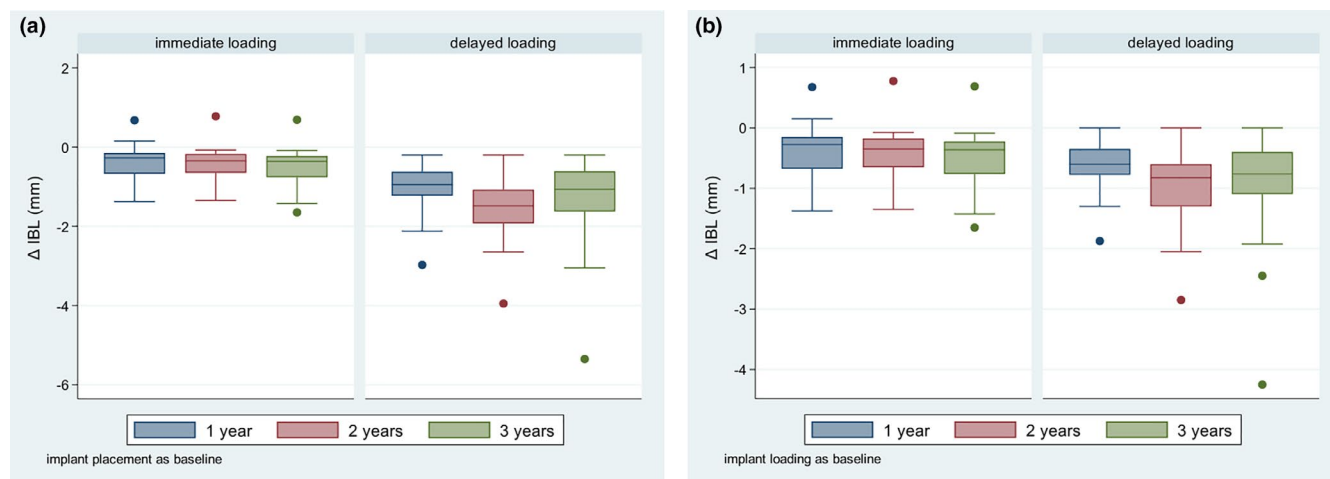 (a)
immediate loading
delayed loading
2
0
-2
-4
-6
Δ IBL (mm)
1 year
2 years
3 years
implant placement as baseline
(b)
immediate loading
delayed loading
1
0
-1
-2
-3
-4
Δ IBL (mm)
1 year
2 years
3 years
implant loading as baseline